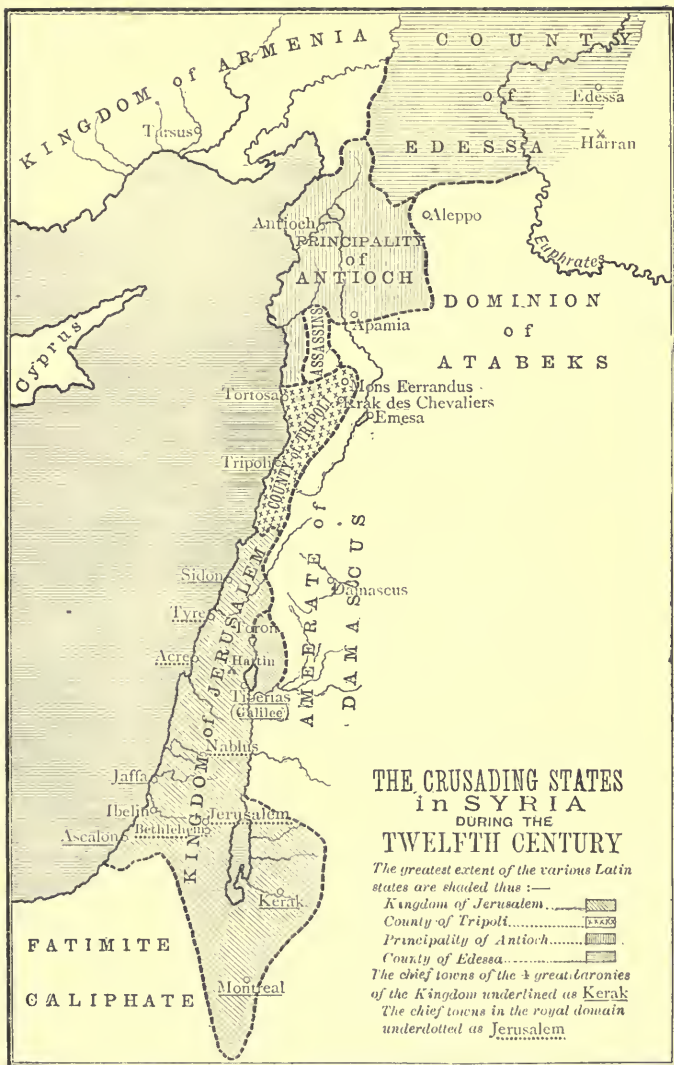 KINGDOM of ARMENIA
COUNTY
of
EDESSA
Edessa
Harran
Tarsus
Antioch
PRINCIPALITY
of
ANTIOCH
Aleppo
Euphrates
DOMINION
of
ATABEKS
Apamia
ASSASSINS
Cyprus
Tortosa
Mons Ferrandus
Krak des Chevaliers
Emesa
COUNTY of TRIPOLI
Tripoli
AMEERATE of
DAMASCUS
Damascus
Sidon
Tyre
Toron
Acre
Hattin
Tiberias
(Galilee)
KINGDOM of JERUSALEM
Nablus
Jaffa
Ibelin
Jerusalem
Bethlehem
Ascalon
Kerak
Montreal
FATIMITE
CALIPHATE
THE CRUSADING STATES
in SYRIA
DURING THE
TWELFTH CENTURY
The greatest extent of the various Latin
states are shaded thus :—
Kingdom of Jerusalem
County of Tripoli
Principality of Antioch
County of Edessa
The chief towns of the 4 great baronies
of the Kingdom underlined as Kerak
The chief towns in the royal domain
underdotted as Jerusalem